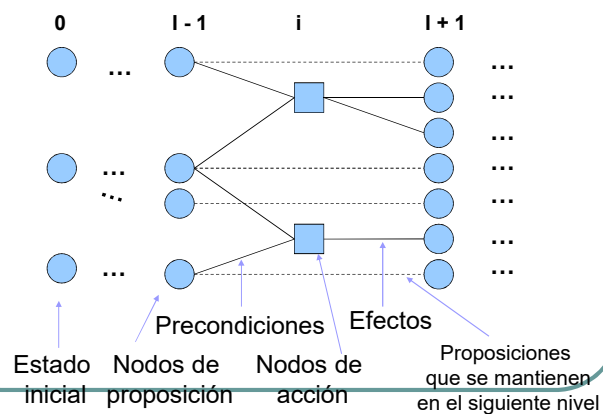 0 I - 1 i I + 1
... ...
...
...
... ...
...
...
...
... ...
Precondiciones Efectos
Estado Nodos de Nodos de Proposiciones
inicial proposición acción que se mantienen
en el siguiente nivel